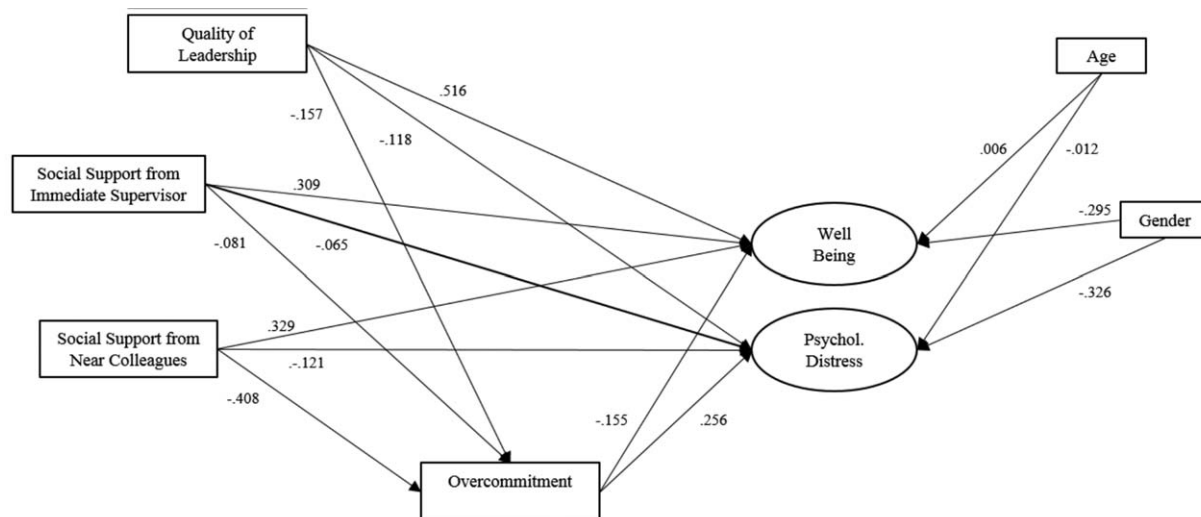 Quality of
Leadership
Age
.516
-.157
-.118
.006
-.012
Social Support from
Immediate Supervisor
.309
-.081
-.065
Well
Being
-.295
Gender
-.326
Social Support from
Near Colleagues
.329
.-.121
-.408
Psychol.
Distress
-.155
.256
Overcommitment